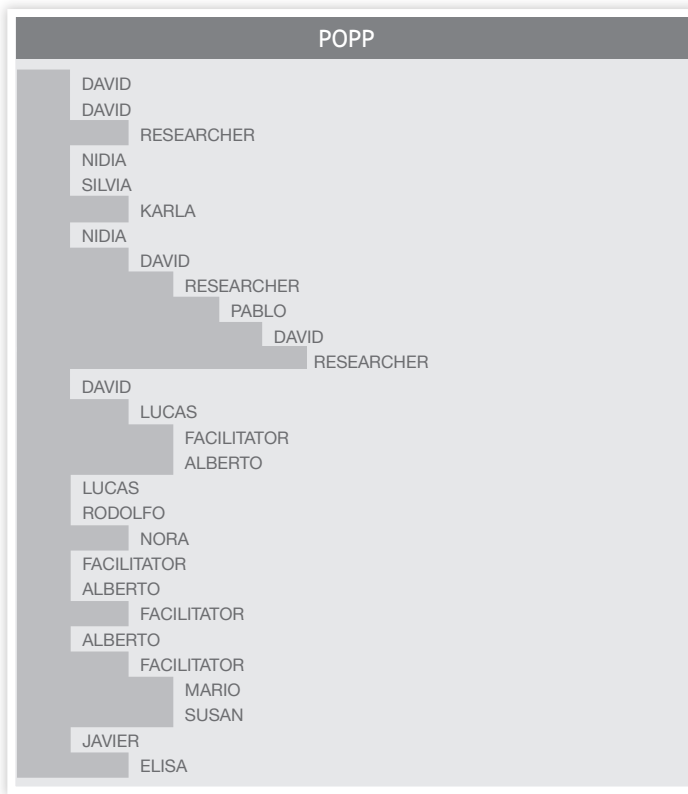 POPP
DAVID
DAVID
RESEARCHER
NIDIA
SILVIA
KARLA
NIDIA
DAVID
RESEARCHER
PABLO
DAVID
RESEARCHER
DAVID
LUCAS
FACILITATOR
ALBERTO
LUCAS
RODOLFO
NORA
FACILITATOR
ALBERTO
FACILITATOR
ALBERTO
FACILITATOR
MARIO
SUSAN
JAVIER
ELISA